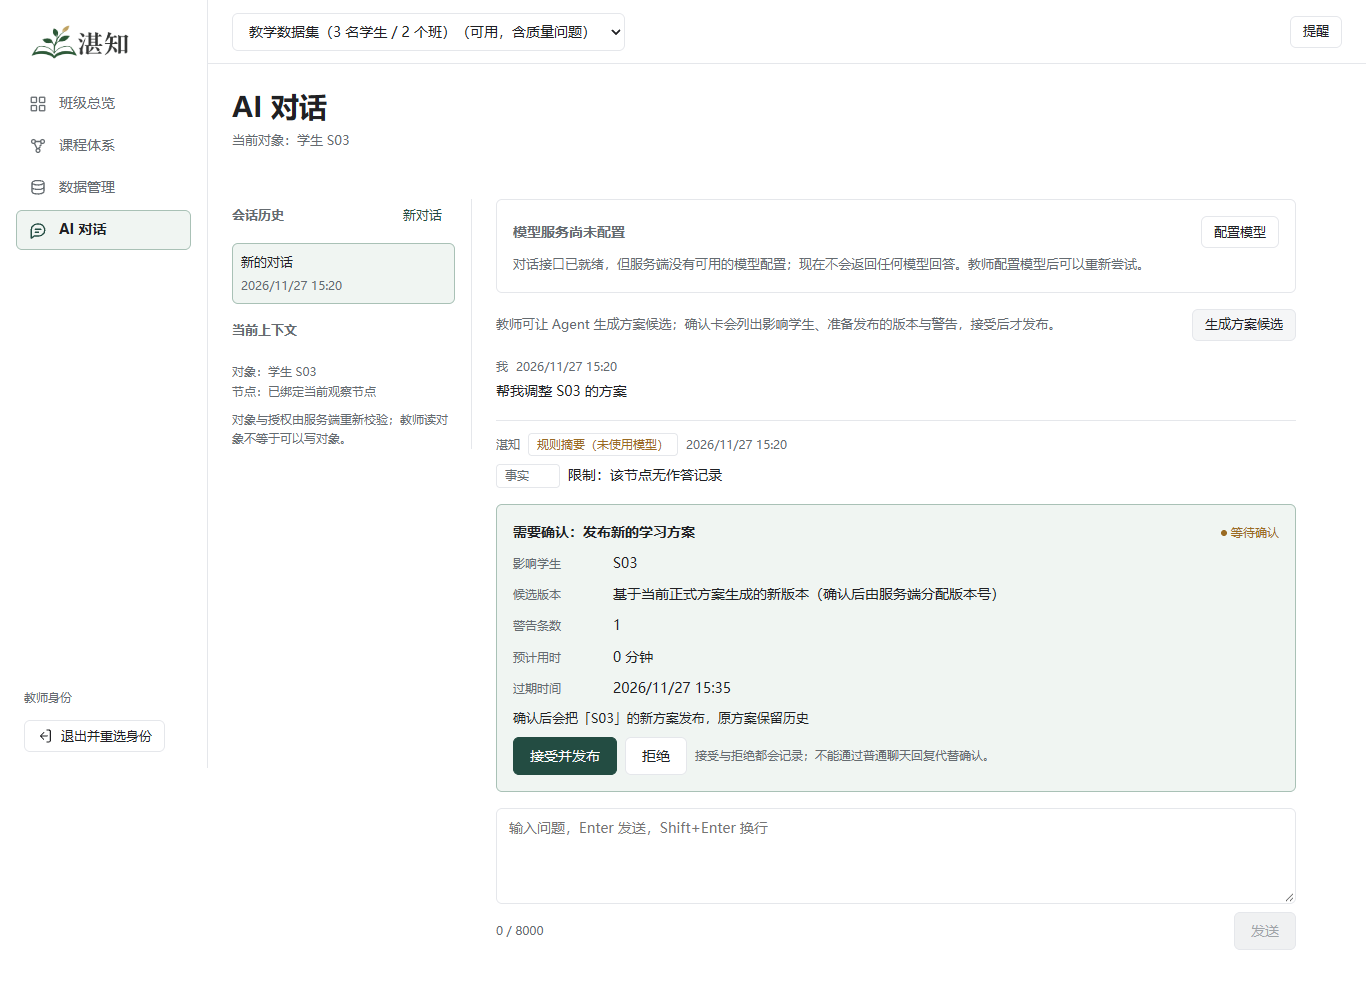 湛知
班级总览
课程体系
数据管理
AI 对话
教师身份
退出并重选身份
教学数据集（3 名学生 / 2 个班）（可用，含质量问题）
提醒
AI 对话
当前对象：学生 S03
会话历史
新对话
新的对话
2026/11/27 15:20
当前上下文
对象：学生 S03
节点：已绑定当前观察节点
对象与授权由服务端重新校验；教师读对
象不等于可以写对象。
模型服务尚未配置
配置模型
对话接口已就绪，但服务端没有可用的模型配置；现在不会返回任何模型回答。教师配置模型后可以重新尝试。
教师可让 Agent 生成方案候选；确认卡会列出影响学生、准备发布的版本与警告，接受后才发布。
生成方案候选
我 2026/11/27 15:20
帮我调整 S03 的方案
湛知 规则摘要（未使用模型） 2026/11/27 15:20
事实 限制：该节点无作答记录
需要确认：发布新的学习方案
等待确认
影响学生 S03
候选版本 基于当前正式方案生成的新版本（确认后由服务端分配版本号）
警告条数 1
预计用时 0 分钟
过期时间 2026/11/27 15:35
确认后会把「S03」的新方案发布，原方案保留历史
接受并发布 拒绝 接受与拒绝都会记录；不能通过普通聊天回复代替确认。
输入问题，Enter 发送，Shift+Enter 换行
0 / 8000
发送